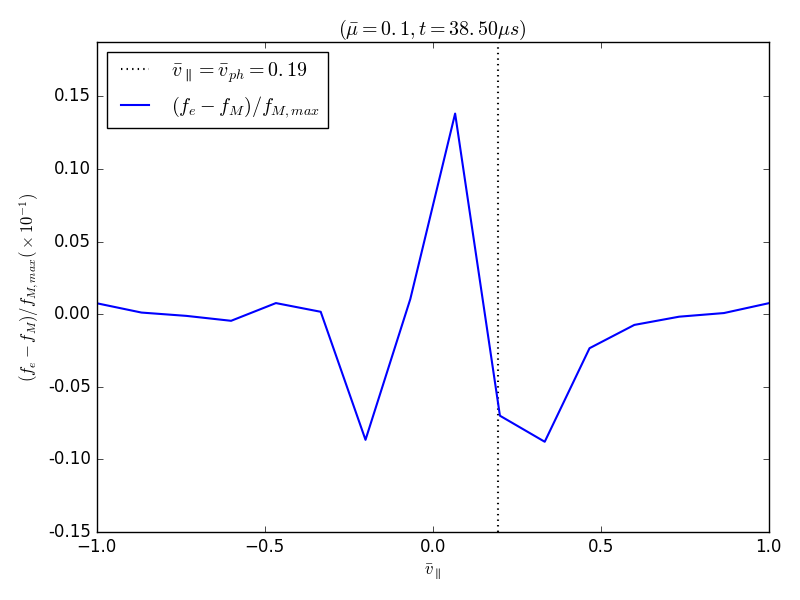 (μ̄ = 0.1, t = 38.50μs)
v̄∥ = v̄ph = 0.19
(fe − fM)/fM,max
0.15
0.10
0.05
0.00
-0.05
-0.10
-0.15
(fe − fM)/fM,max(×10⁻¹)
−1.0 −0.5 0.0 0.5 1.0
v̄∥